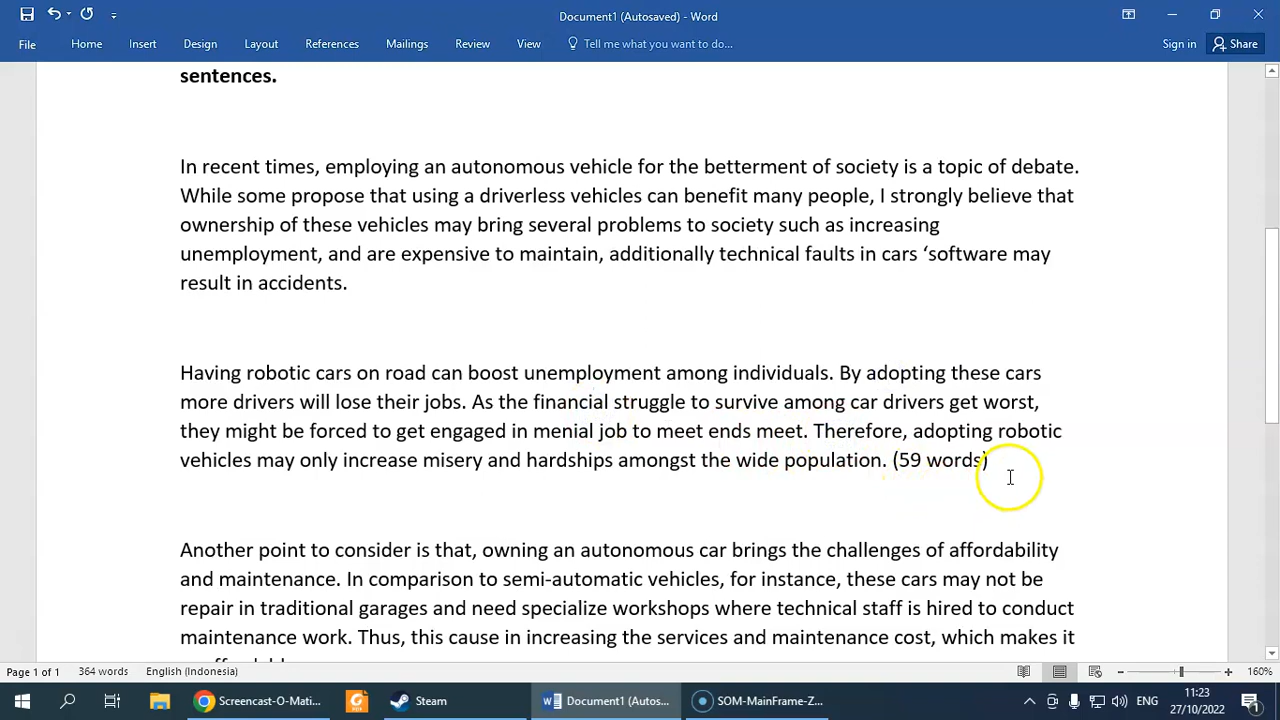 Document1 (Autosaved) - Word
File Home Insert Design Layout References Mailings Review View Tell me what you want to do... Sign in Share
sentences.
In recent times, employing an autonomous vehicle for the betterment of society is a topic of debate.
While some propose that using a driverless vehicles can benefit many people, I strongly believe that
ownership of these vehicles may bring several problems to society such as increasing
unemployment, and are expensive to maintain, additionally technical faults in cars ‘software may
result in accidents.
Having robotic cars on road can boost unemployment among individuals. By adopting these cars
more drivers will lose their jobs. As the financial struggle to survive among car drivers get worst,
they might be forced to get engaged in menial job to meet ends meet. Therefore, adopting robotic
vehicles may only increase misery and hardships amongst the wide population. (59 words)
Another point to consider is that, owning an autonomous car brings the challenges of affordability
and maintenance. In comparison to semi-automatic vehicles, for instance, these cars may not be
repair in traditional garages and need specialize workshops where technical staff is hired to conduct
maintenance work. Thus, this cause in increasing the services and maintenance cost, which makes it
Page 1 of 1 364 words English (Indonesia) 160%
Screencast-O-Mati... Steam Document1 (Autos... SOM-MainFrame-Z... ENG 11:23
27/10/2022